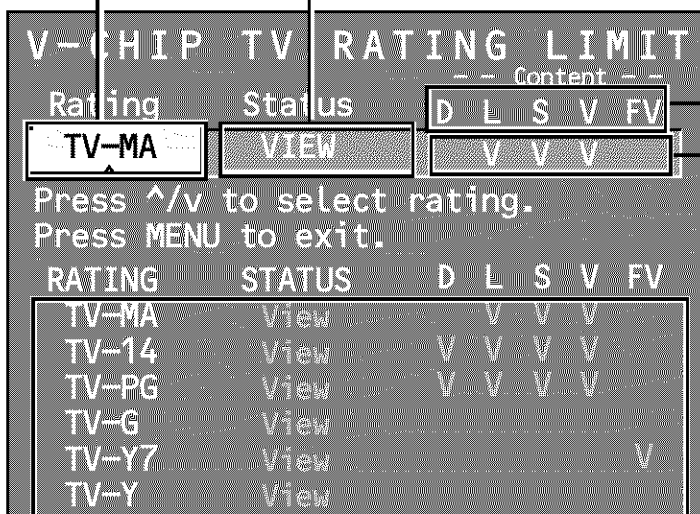 V-CHIP TV RATING LIMIT
-- Content --
Rating Status D L S V FV
TV-MA VIEW V V V
Press ^/v to select rating.
Press MENU to exit.
RATING STATUS D L S V FV
TV-MA View V V V
TV-14 View V V V V
TV-PG View V V V V
TV-G View
TV-Y7 View V
TV-Y View